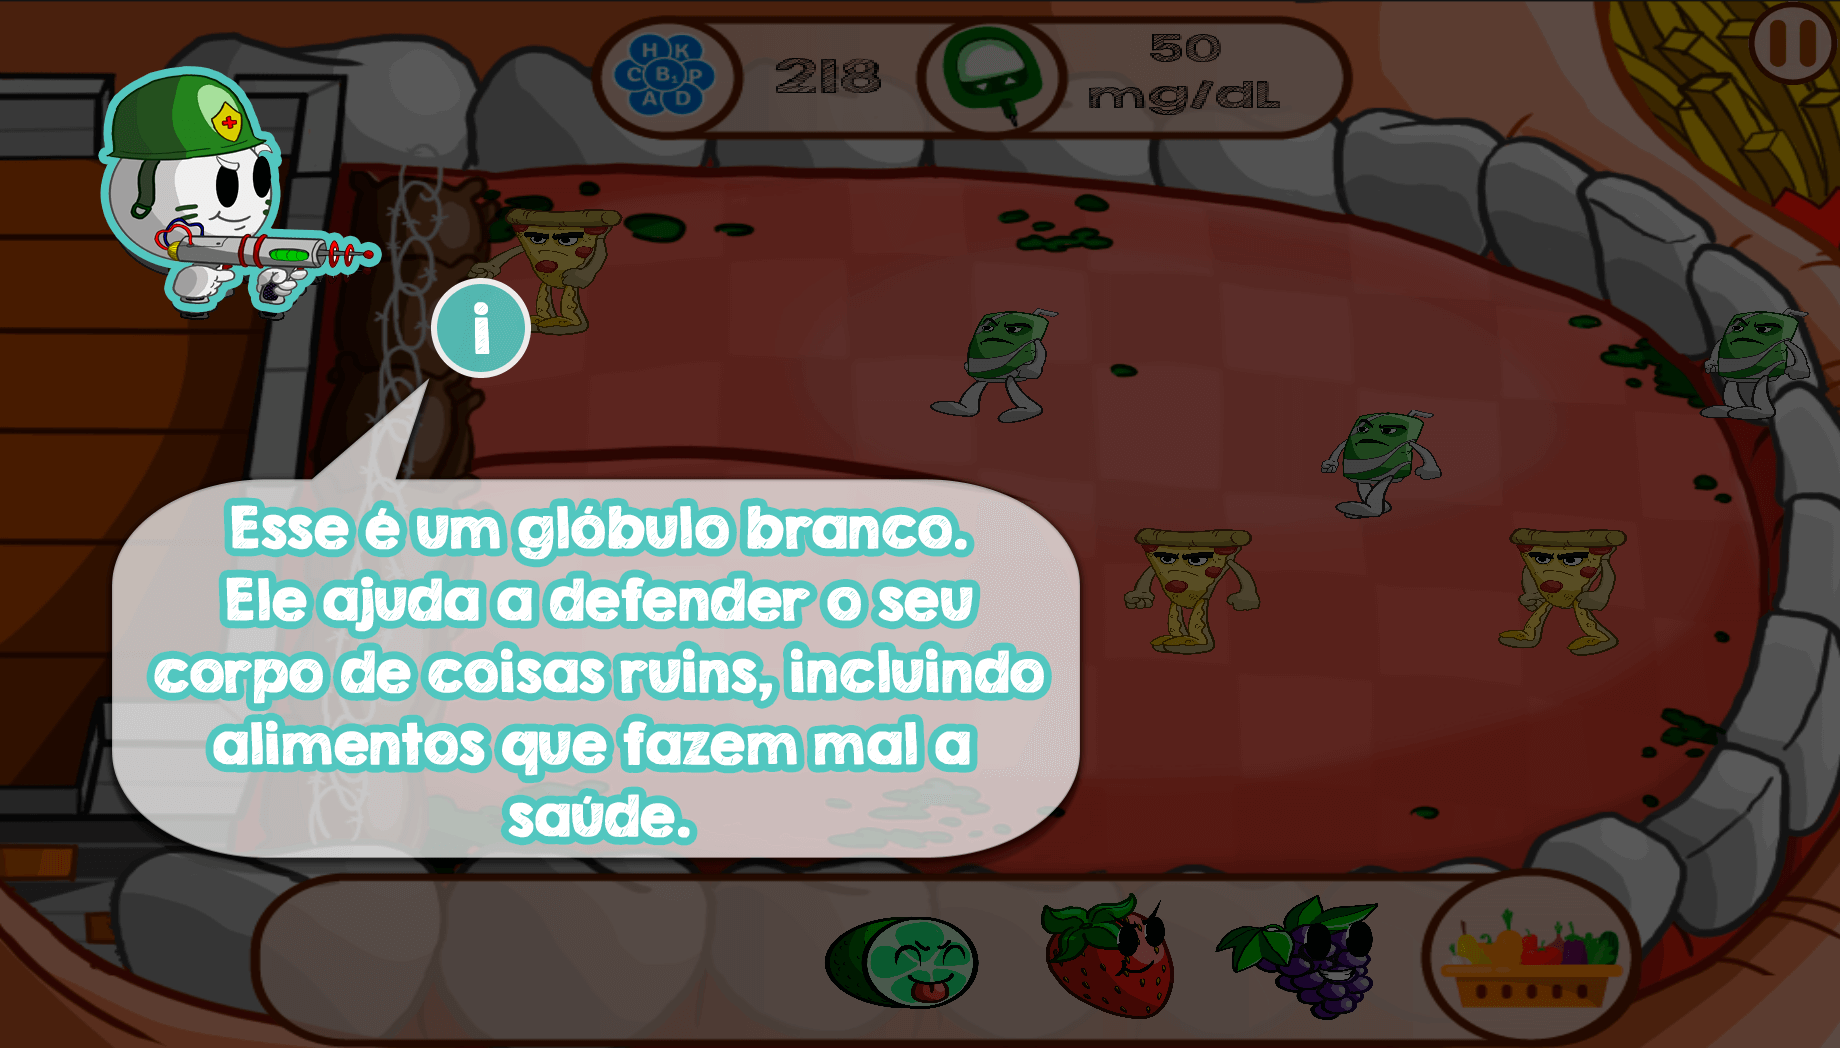 H K
C B₁ P
A D
218
50
mg/dL
i
Esse é um glóbulo branco.
Ele ajuda a defender o seu
corpo de coisas ruins, incluindo
alimentos que fazem mal a
saúde.